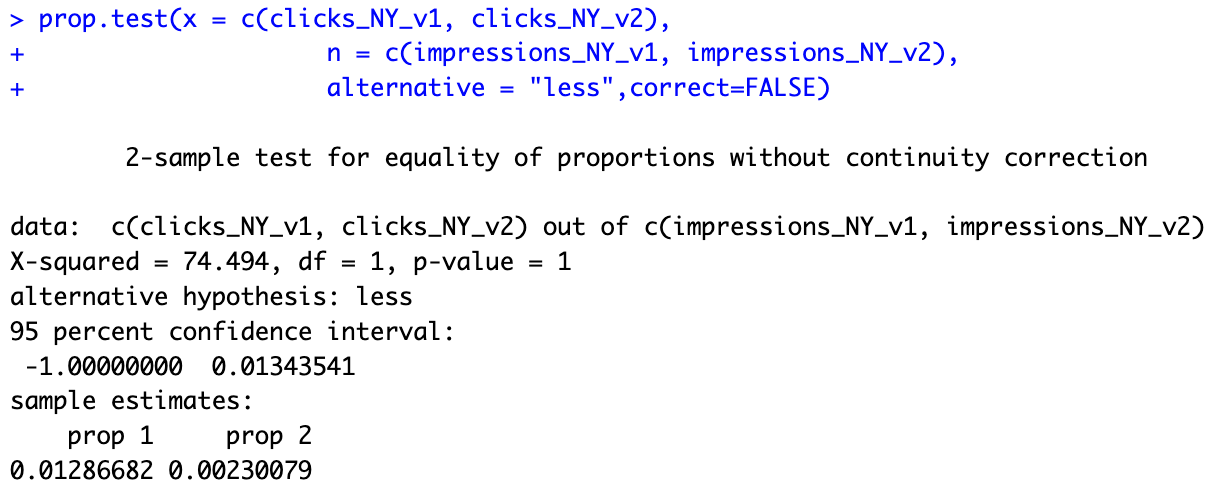 > prop.test(x = c(clicks_NY_v1, clicks_NY_v2),
+                   n = c(impressions_NY_v1, impressions_NY_v2),
+                   alternative = "less",correct=FALSE)
2-sample test for equality of proportions without continuity correction
data:  c(clicks_NY_v1, clicks_NY_v2) out of c(impressions_NY_v1, impressions_NY_v2)
X-squared = 74.494, df = 1, p-value = 1
alternative hypothesis: less
95 percent confidence interval:
 -1.00000000  0.01343541
sample estimates:
    prop 1     prop 2
0.01286682 0.00230079